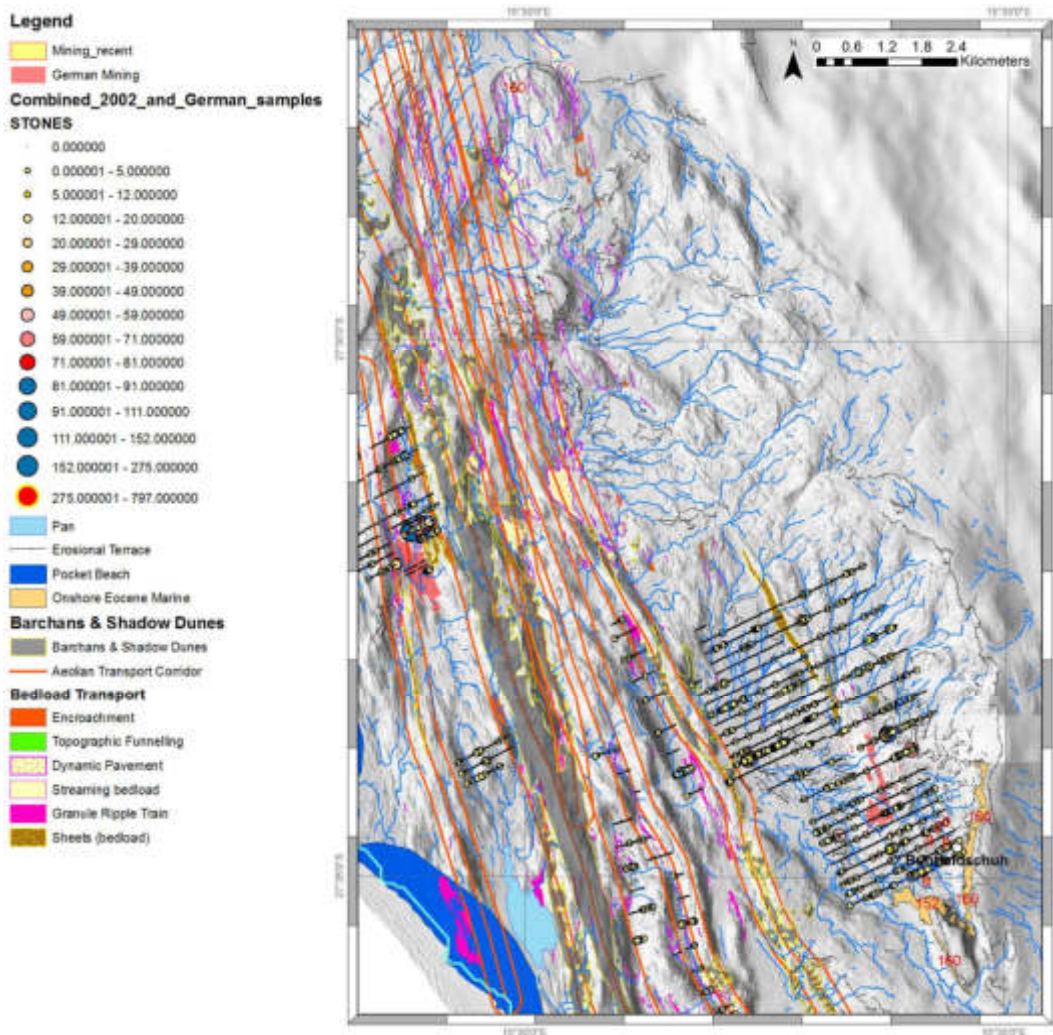 Legend
Mining_recent
German Mining
Combined_2002_and_German_samples
STONES
0.000000
0.000001 - 5.000000
5.000001 - 12.000000
12.000001 - 20.000000
20.000001 - 29.000000
29.000001 - 39.000000
39.000001 - 49.000000
49.000001 - 59.000000
59.000001 - 71.000000
71.000001 - 81.000000
81.000001 - 91.000000
91.000001 - 111.000000
111.000001 - 152.000000
152.000001 - 275.000000
275.000001 - 797.000000
Pan
Erosional Terrace
Pocket Beach
Onshore Eocene Marine
Barchans & Shadow Dunes
Barchans & Shadow Dunes
Aeolian Transport Corridor
Bedload Transport
Encroachment
Topographic Funnelling
Dynamic Pavement
Streaming bedload
Granule Ripple Train
Sheets (bedload)
N
0 0.6 1.2 1.8 2.4
Kilometers
160
160
152
160
160